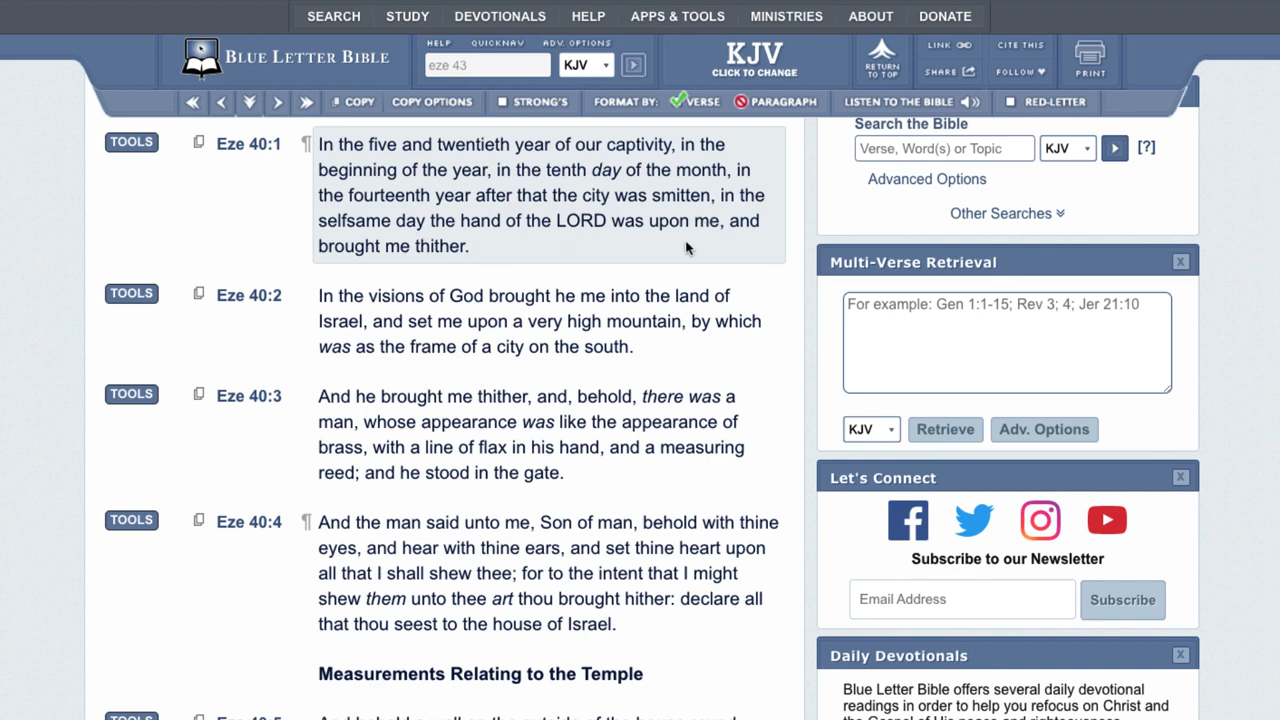 SEARCH STUDY DEVOTIONALS HELP APPS & TOOLS MINISTRIES ABOUT DONATE
BLUE LETTER BIBLE
HELP QUICKNAV ADV. OPTIONS
eze 43 KJV
KJV
CLICK TO CHANGE
RETURN
TO TOP
LINK CITE THIS
SHARE FOLLOW
PRINT
COPY COPY OPTIONS STRONG'S FORMAT BY: VERSE PARAGRAPH LISTEN TO THE BIBLE RED-LETTER
TOOLS Eze 40:1 ¶ In the five and twentieth year of our captivity, in the
beginning of the year, in the tenth day of the month, in
the fourteenth year after that the city was smitten, in the
selfsame day the hand of the LORD was upon me, and
brought me thither.
TOOLS Eze 40:2 In the visions of God brought he me into the land of
Israel, and set me upon a very high mountain, by which
was as the frame of a city on the south.
TOOLS Eze 40:3 And he brought me thither, and, behold, there was a
man, whose appearance was like the appearance of
brass, with a line of flax in his hand, and a measuring
reed; and he stood in the gate.
TOOLS Eze 40:4 ¶ And the man said unto me, Son of man, behold with thine
eyes, and hear with thine ears, and set thine heart upon
all that I shall shew thee; for to the intent that I might
shew them unto thee art thou brought hither: declare all
that thou seest to the house of Israel.
Measurements Relating to the Temple
Search the Bible
Verse, Word(s) or Topic KJV [?]
Advanced Options
Other Searches
Multi-Verse Retrieval X
For example: Gen 1:1-15; Rev 3; 4; Jer 21:10
KJV Retrieve Adv. Options
Let's Connect X
Subscribe to our Newsletter
Email Address Subscribe
Daily Devotionals X
Blue Letter Bible offers several daily devotional
readings in order to help you refocus on Christ and